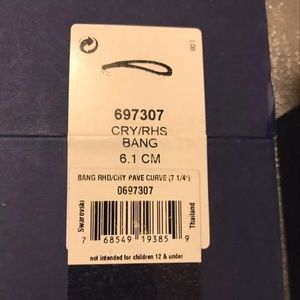 697307
CRY/RHS
BANG
6.1 CM
BANG RHD/CRY PAVE CURVE (7 1/4")
0697307
Swarovski
Thailand
7 68549 19385 9
not intended for children 12 & under